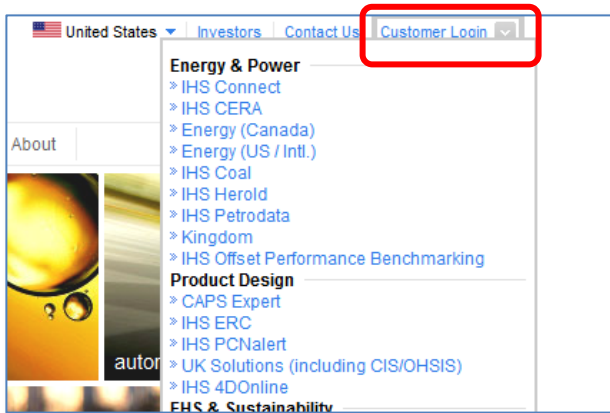 United States Investors Contact Us Customer Login
Energy & Power
» IHS Connect
» IHS CERA
» Energy (Canada)
» Energy (US / Intl.)
» IHS Coal
» IHS Herold
» IHS Petrodata
» Kingdom
» IHS Offset Performance Benchmarking
Product Design
» CAPS Expert
» IHS ERC
» IHS PCNalert
» UK Solutions (including CIS/OHSIS)
» IHS 4DOnline
EHS & Sustainability
About
autor